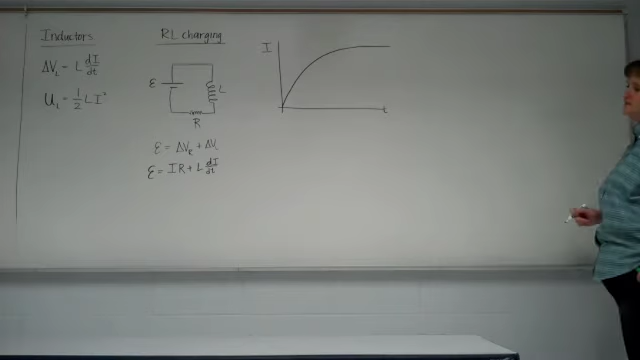 Inductors
ΔV_L = L dI/dt
U_L = 1/2 L I²
RL charging
ε
L
R
ε = ΔV_R + ΔV_L
ε = IR + L dI/dt
I
t